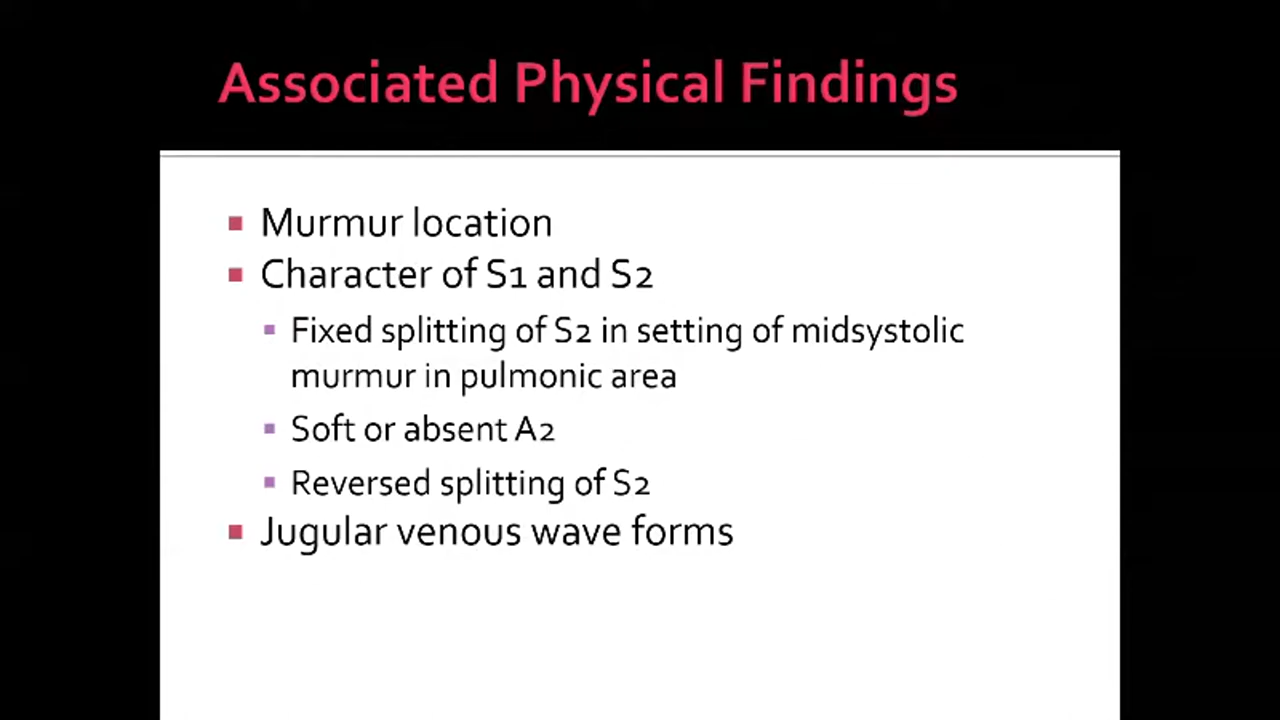 Associated Physical Findings
Murmur location
Character of S1 and S2
Fixed splitting of S2 in setting of midsystolic
murmur in pulmonic area
Soft or absent A2
Reversed splitting of S2
Jugular venous wave forms